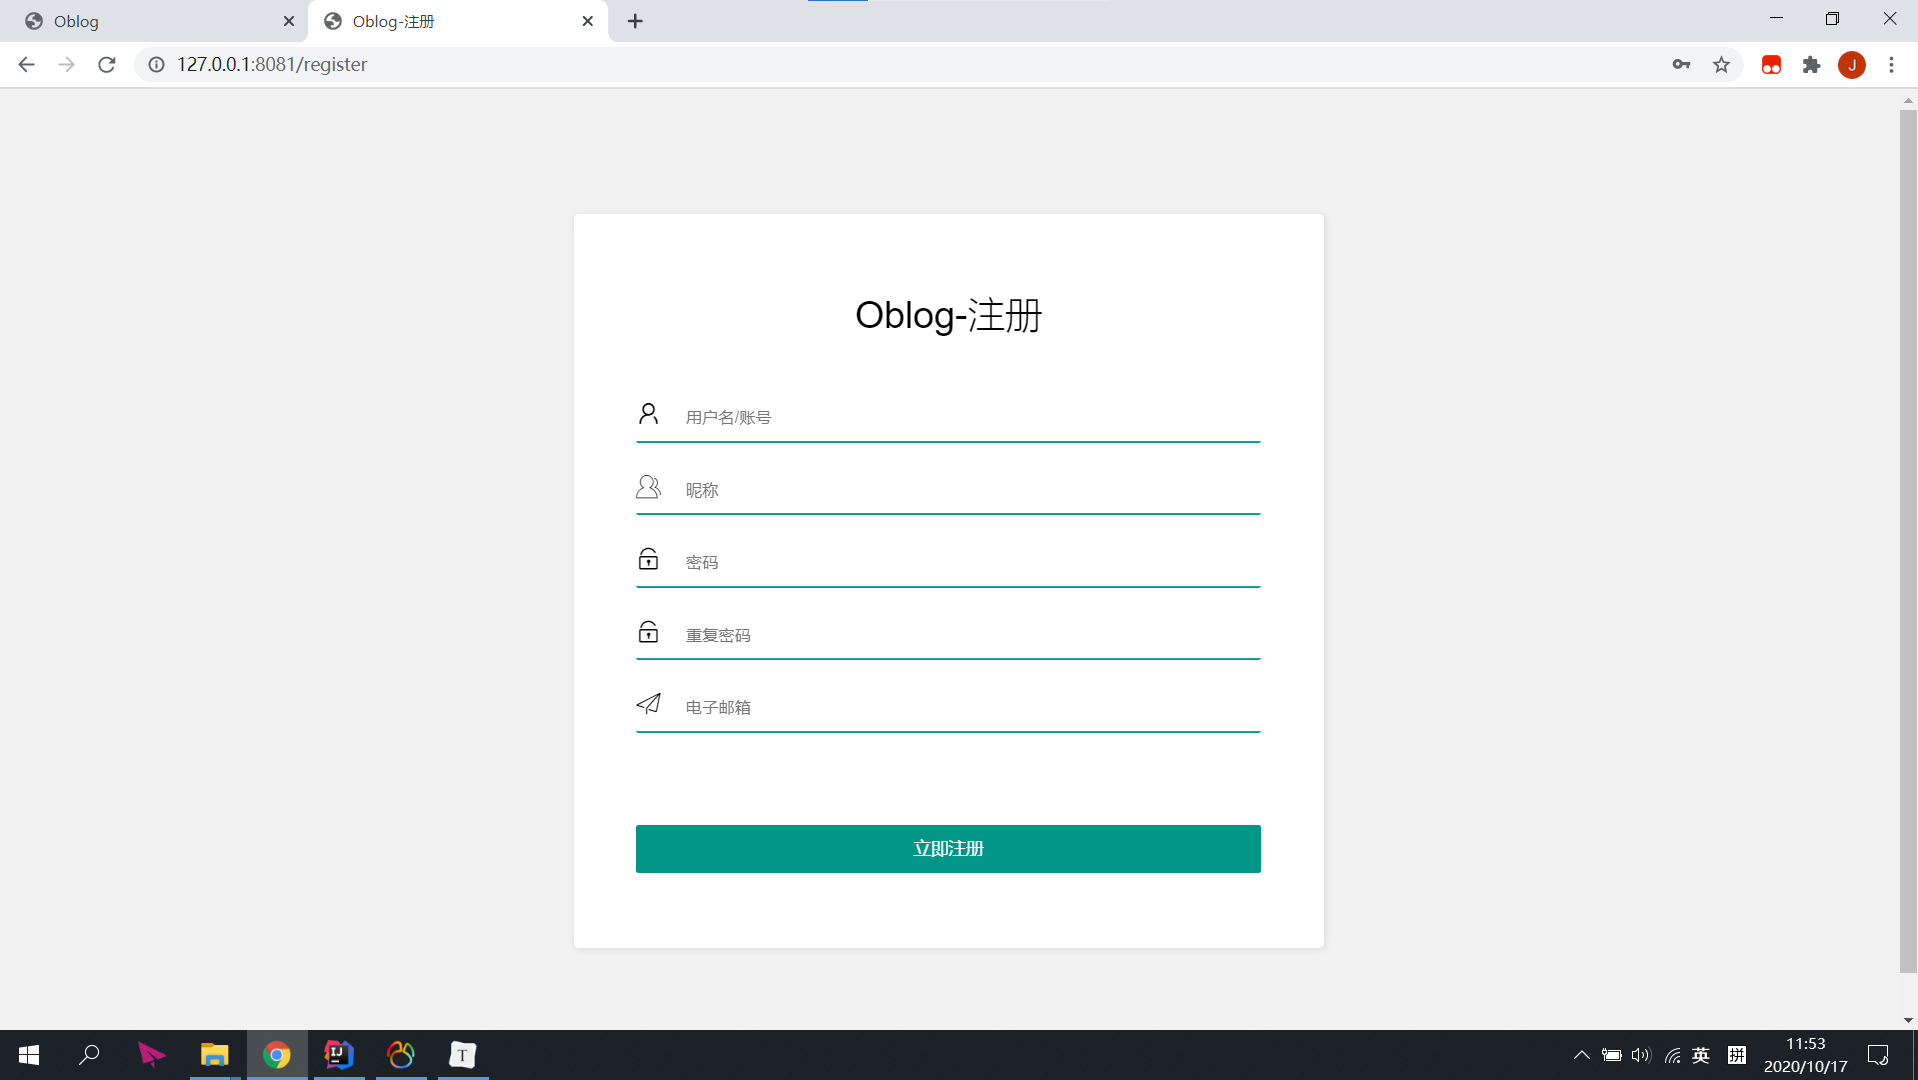 Oblog
Oblog-注册
127.0.0.1:8081/register
J
Oblog-注册
用户名/账号
昵称
密码
重复密码
电子邮箱
立即注册
IJ
T
英
拼
11:53
2020/10/17